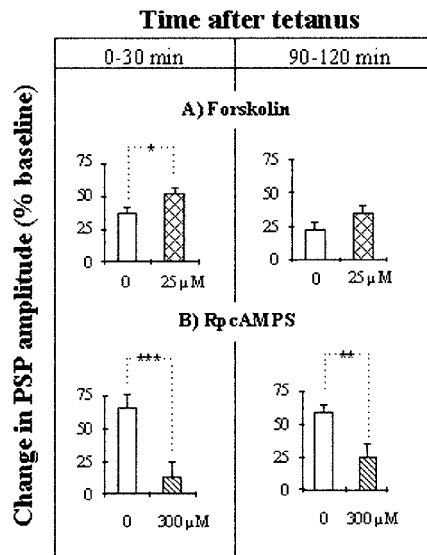 Time after tetanus
0-30 min 90-120 min
Change in PSP amplitude (% baseline)
A) Forskolin
*
75 75
50 50
25 25
0 0
0 25 µM 0 25 µM
B) RpcAMPS
*** **
75 75
50 50
25 25
0 0
0 300 µM 0 300 µM